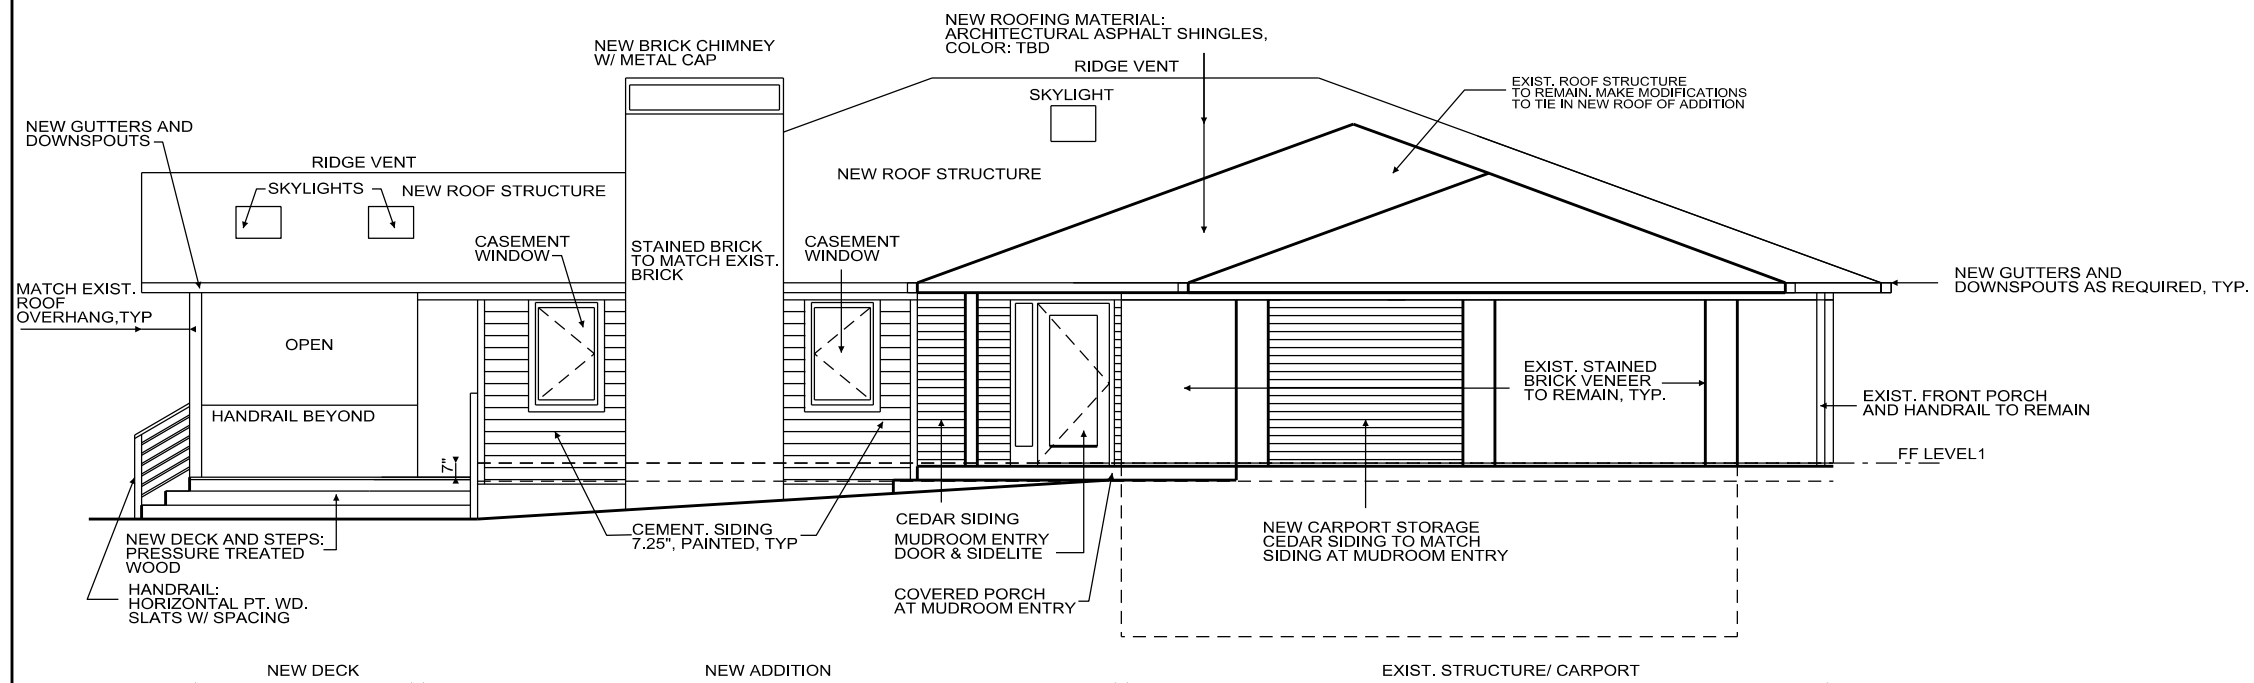 NEW ROOFING MATERIAL:
ARCHITECTURAL ASPHALT SHINGLES,
COLOR: TBD
NEW BRICK CHIMNEY
W/ METAL CAP
RIDGE VENT
SKYLIGHT
EXIST. ROOF STRUCTURE
TO REMAIN. MAKE MODIFICATIONS
TO TIE IN NEW ROOF OF ADDITION
NEW GUTTERS AND
DOWNSPOUTS
RIDGE VENT
SKYLIGHTS
NEW ROOF STRUCTURE
NEW ROOF STRUCTURE
CASEMENT
WINDOW
STAINED BRICK
TO MATCH EXIST.
BRICK
CASEMENT
WINDOW
MATCH EXIST.
ROOF
OVERHANG,TYP
NEW GUTTERS AND
DOWNSPOUTS AS REQUIRED, TYP.
OPEN
HANDRAIL BEYOND
7"
EXIST. STAINED
BRICK VENEER
TO REMAIN, TYP.
EXIST. FRONT PORCH
AND HANDRAIL TO REMAIN
FF LEVEL1
NEW DECK AND STEPS:
PRESSURE TREATED
WOOD
HANDRAIL:
HORIZONTAL PT. WD.
SLATS W/ SPACING
CEMENT. SIDING
7.25", PAINTED, TYP
CEDAR SIDING
MUDROOM ENTRY
DOOR & SIDELITE
COVERED PORCH
AT MUDROOM ENTRY
NEW CARPORT STORAGE
CEDAR SIDING TO MATCH
SIDING AT MUDROOM ENTRY
NEW DECK
NEW ADDITION
EXIST. STRUCTURE/ CARPORT